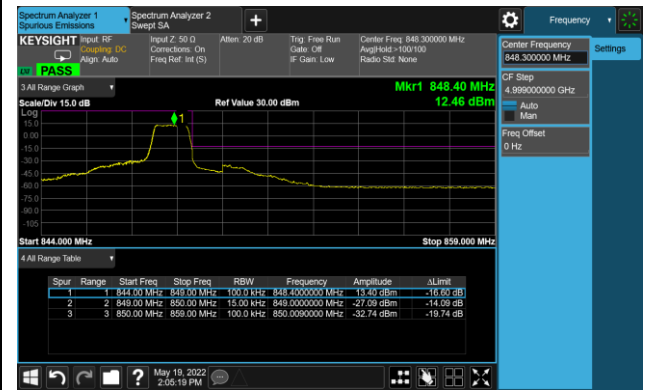 Spectrum Analyzer 1
Spurious Emissions
Spectrum Analyzer 2
Swept SA
+
Frequency
KEYSIGHT
Input: RF
Coupling: DC
Align: Auto
Input Z: 50 Ω
Corrections: On
Freq Ref: Int (S)
Atten: 20 dB
Trig: Free Run
Gate: Off
IF Gain: Low
Center Freq: 848.300000 MHz
Avg|Hold:>100/100
Radio Std: None
PASS
Center Frequency
848.300000 MHz
Settings
CF Step
4.999000000 GHz
Auto
Man
Freq Offset
0 Hz
3 All Range Graph
Mkr1 848.40 MHz
Scale/Div 15.0 dB
Ref Value 30.00 dBm
12.46 dBm
Log
15.0
0.00
-15.0
-30.0
-45.0
-60.0
-75.0
-90.0
-105
1
Start 844.000 MHz
Stop 859.000 MHz
4 All Range Table
Spur Range Start Freq Stop Freq RBW Frequency Amplitude ΔLimit
1 1 844.00 MHz 849.00 MHz 100.0 kHz 848.4000000 MHz 13.40 dBm -16.60 dB
2 2 849.00 MHz 850.00 MHz 15.00 kHz 849.0000000 MHz -27.09 dBm -14.09 dB
3 3 850.00 MHz 859.00 MHz 100.0 kHz 850.0090000 MHz -32.74 dBm -19.74 dB
?
May 19, 2022
2:05:19 PM